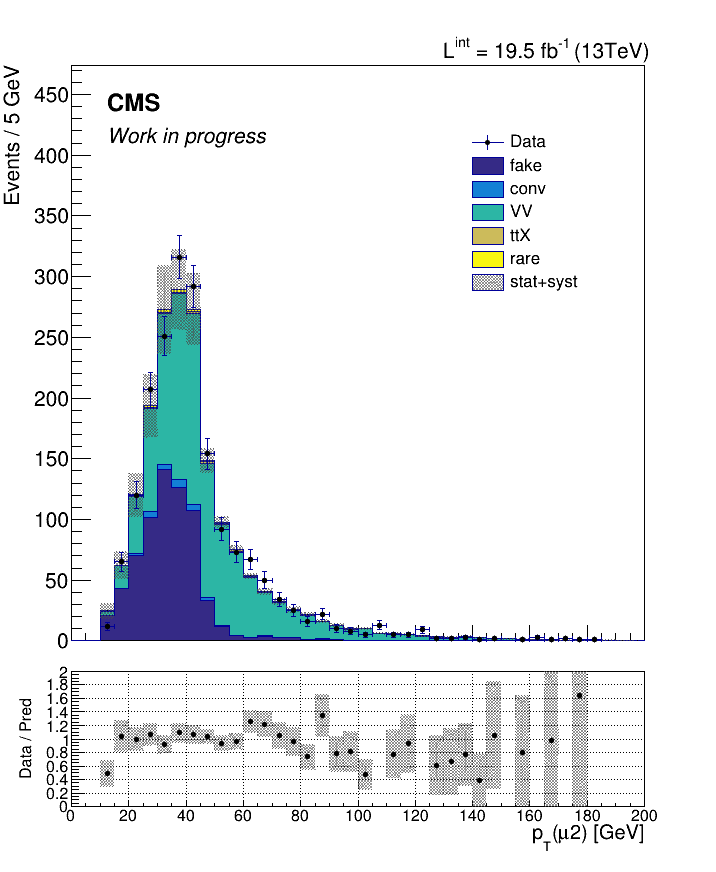 L^int = 19.5 fb^-1 (13TeV)
Events / 5 GeV
450
400
350
300
250
200
150
100
50
0
CMS
Work in progress
Data
fake
conv
VV
ttX
rare
stat+syst
Data / Pred
2
1.8
1.6
1.4
1.2
1
0.8
0.6
0.4
0.2
0
0 20 40 60 80 100 120 140 160 180 200
p_T(μ2) [GeV]